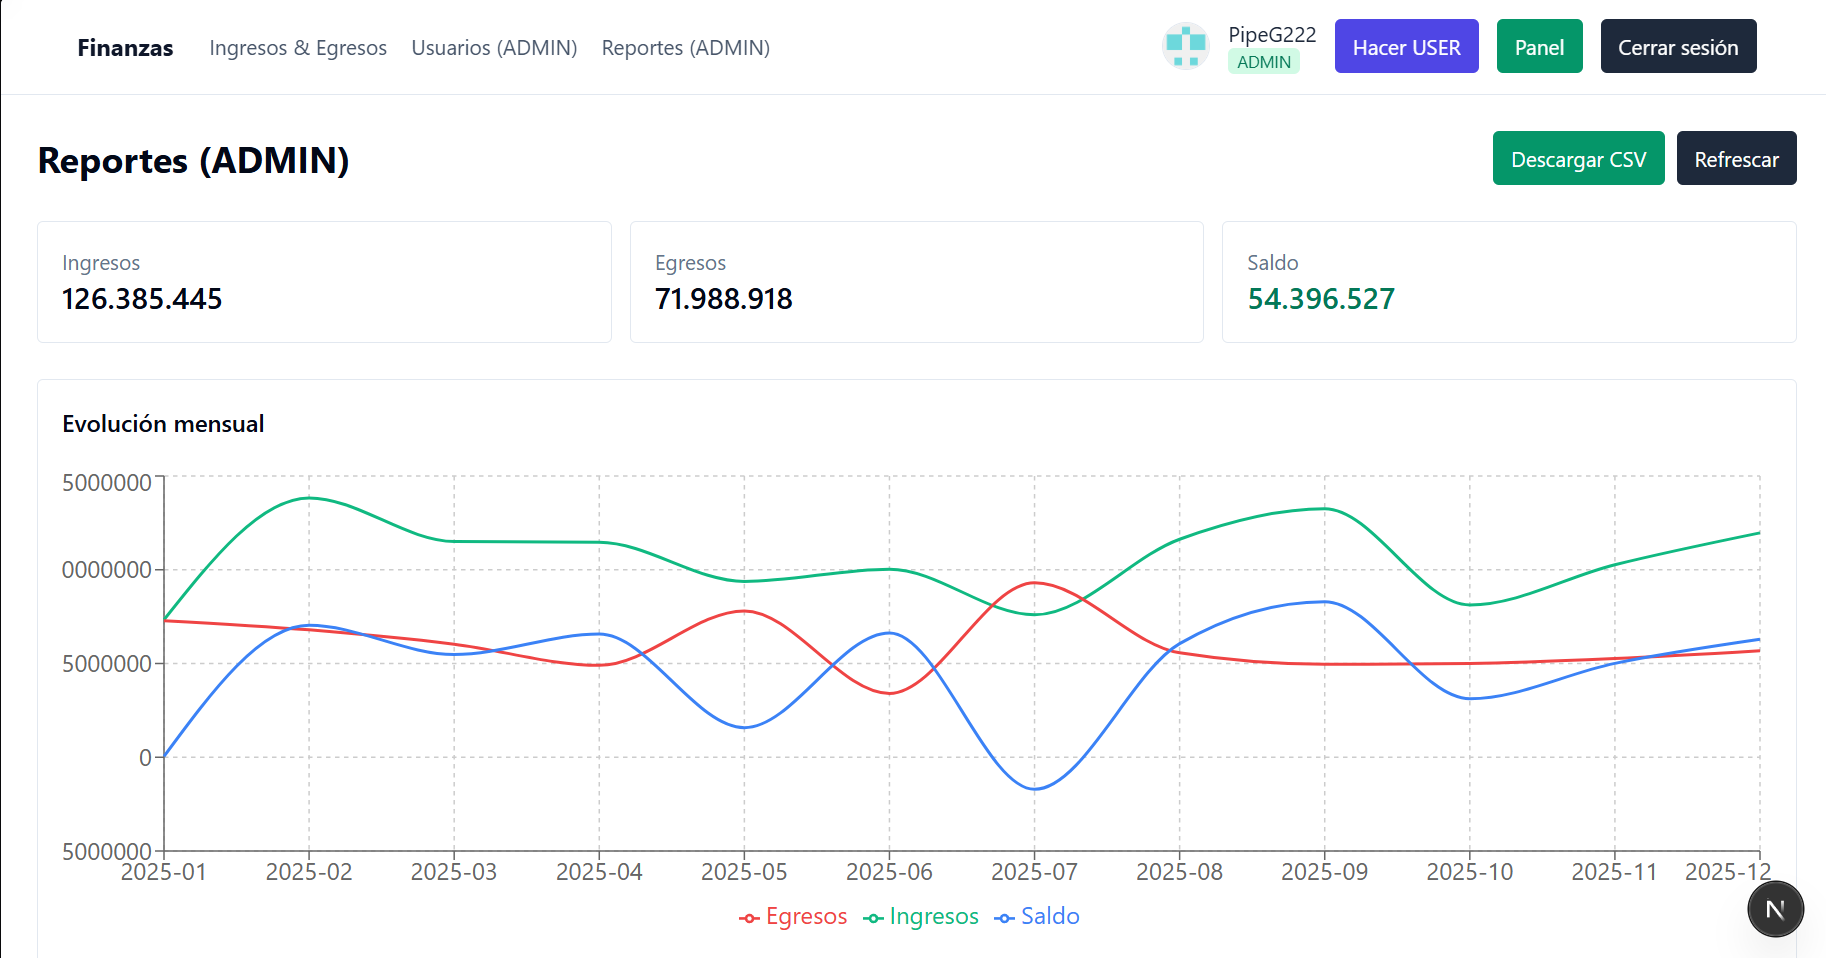 Finanzas Ingresos & Egresos Usuarios (ADMIN) Reportes (ADMIN) PipeG222 ADMIN Hacer USER Panel Cerrar sesión
Reportes (ADMIN) Descargar CSV Refrescar
Ingresos Egresos Saldo
126.385.445 71.988.918 54.396.527
Evolución mensual
5000000
0000000
5000000
0
5000000
2025-01 2025-02 2025-03 2025-04 2025-05 2025-06 2025-07 2025-08 2025-09 2025-10 2025-11 2025-12
Egresos Ingresos Saldo
N